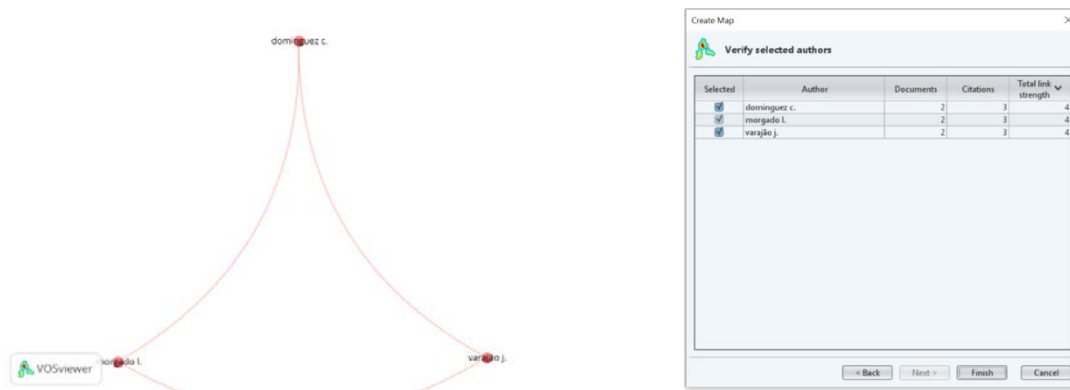 dominguez c.
morgado l.
varajão j.
VOSviewer
Create Map
Verify selected authors
Selected Author Documents Citations Total link strength
dominguez c. 2 3 4
morgado l. 2 3 4
varajão j. 2 3 4
< Back Next > Finish Cancel